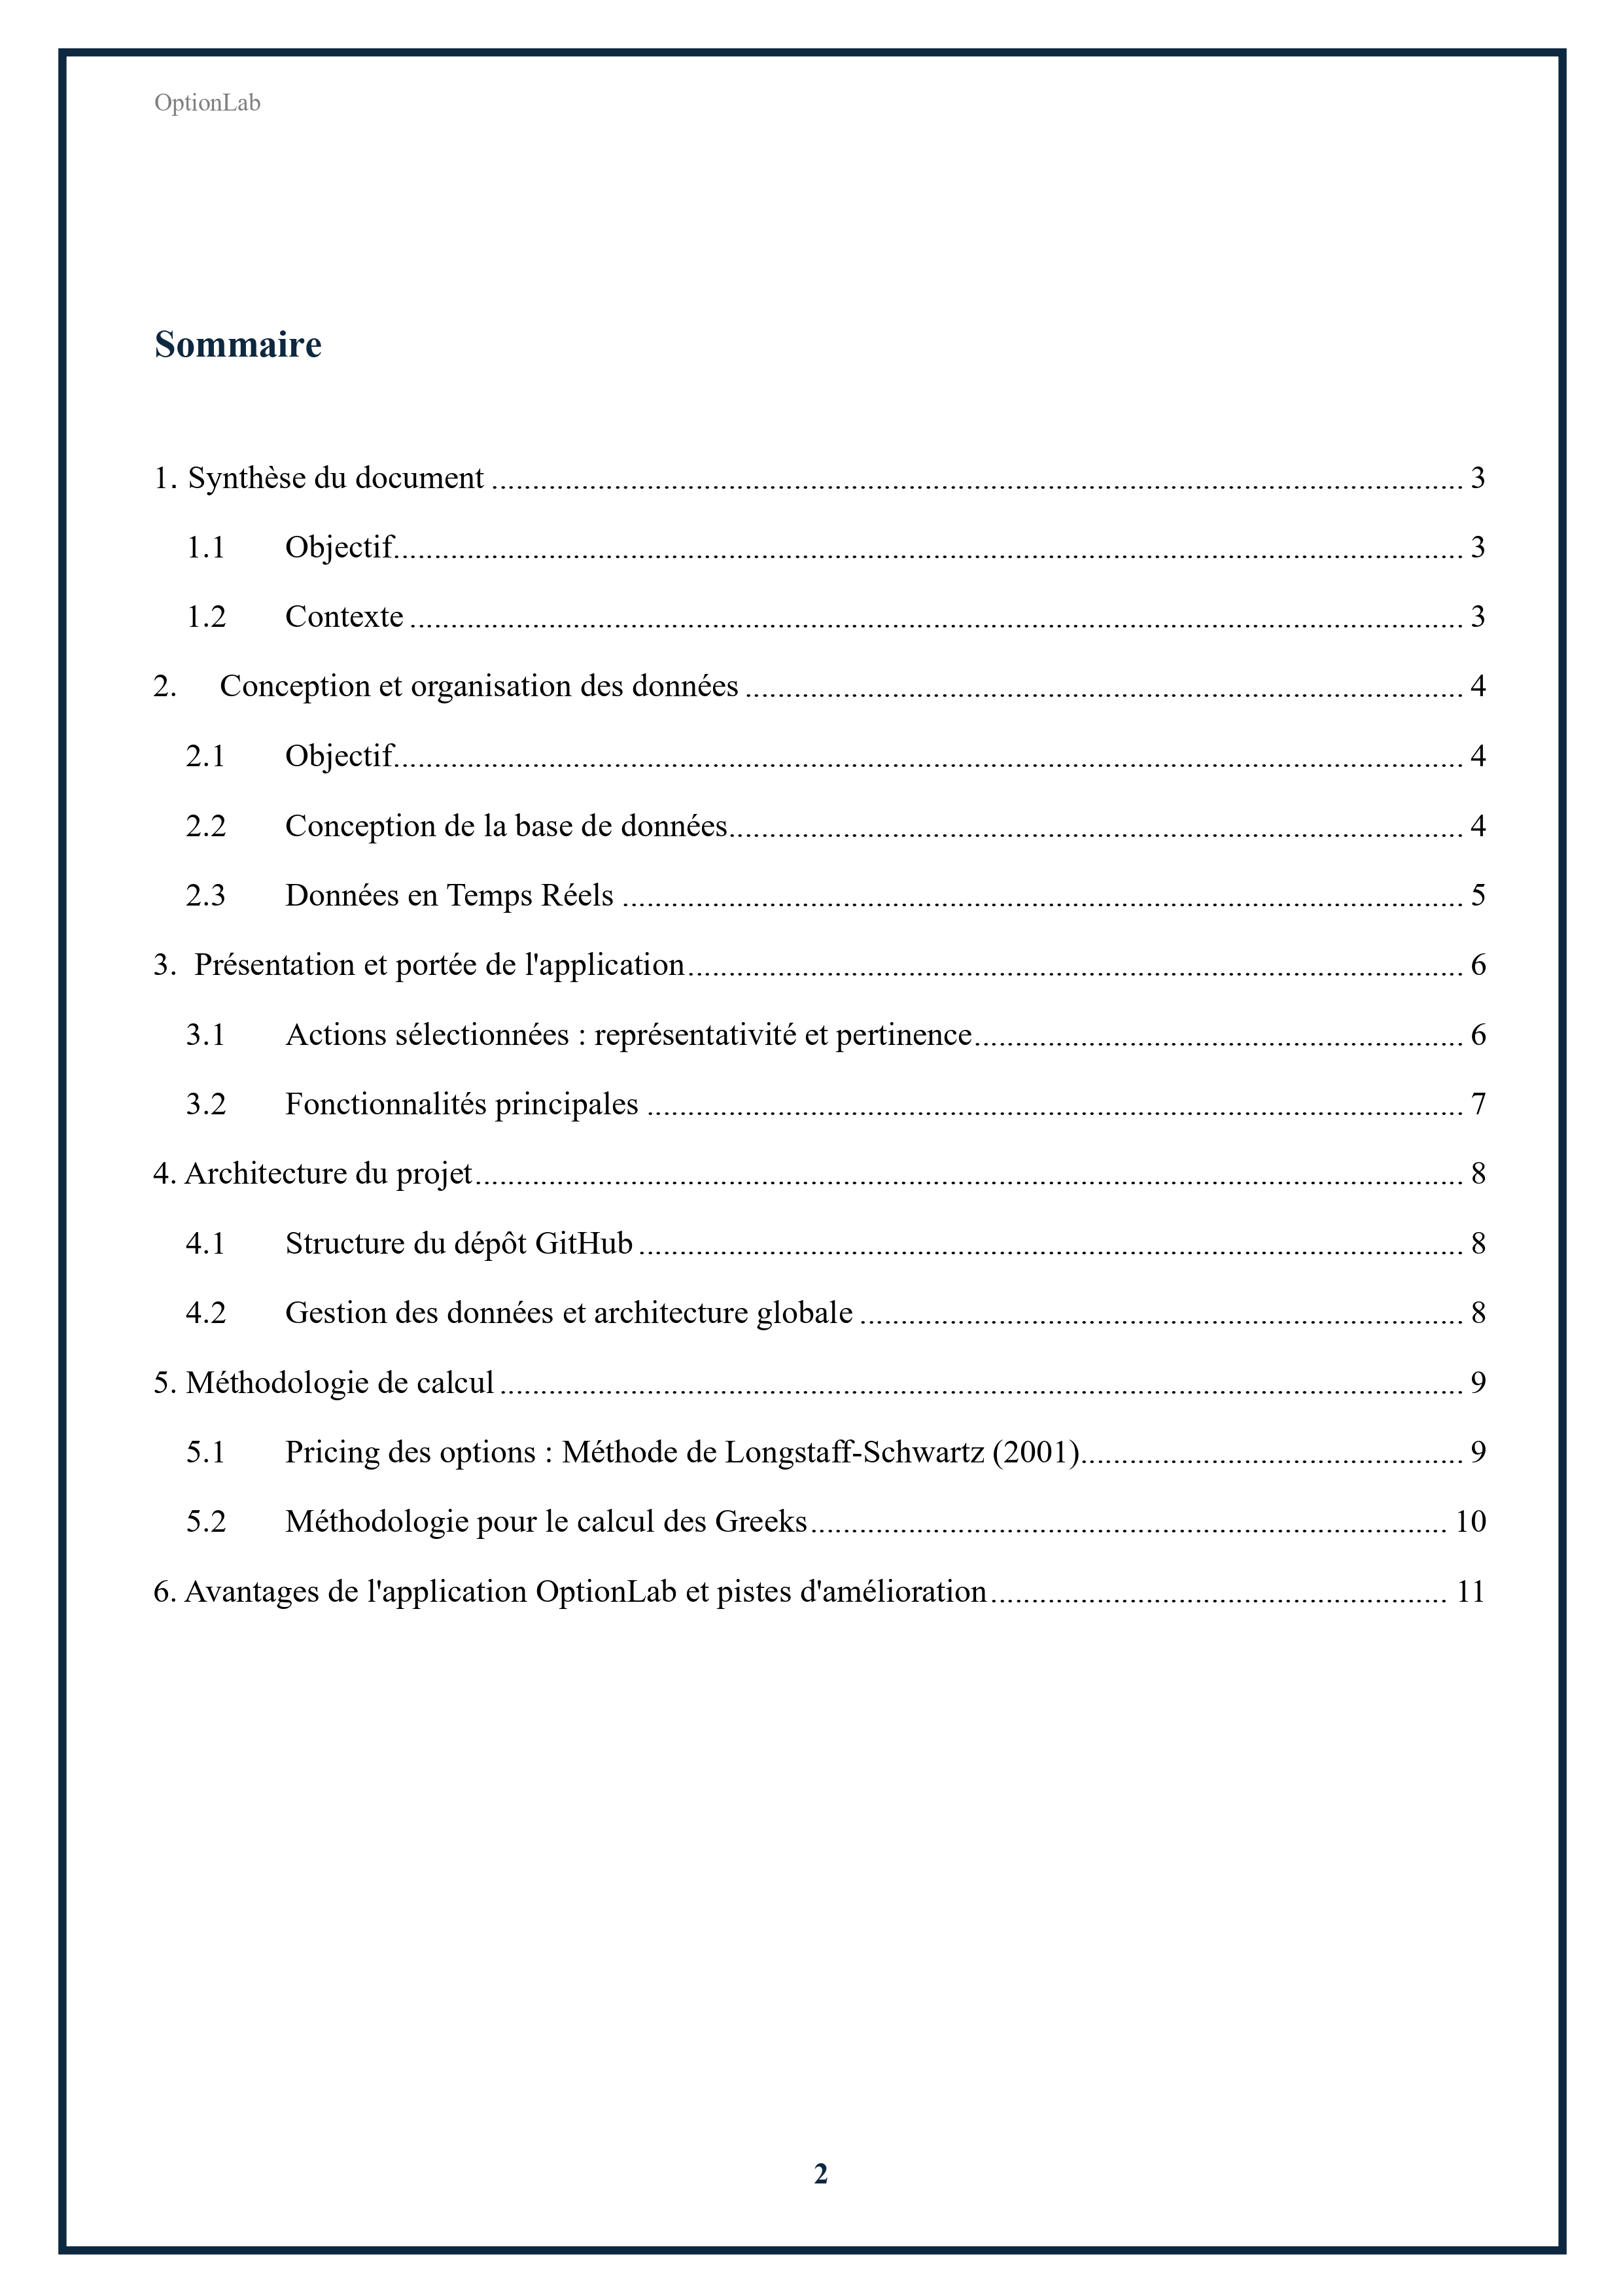 OptionLab
Sommaire
1. Synthèse du document ........ 3
1.1 Objectif ........ 3
1.2 Contexte ........ 3
2. Conception et organisation des données ........ 4
2.1 Objectif ........ 4
2.2 Conception de la base de données ........ 4
2.3 Données en Temps Réels ........ 5
3. Présentation et portée de l'application ........ 6
3.1 Actions sélectionnées : représentativité et pertinence ........ 6
3.2 Fonctionnalités principales ........ 7
4. Architecture du projet ........ 8
4.1 Structure du dépôt GitHub ........ 8
4.2 Gestion des données et architecture globale ........ 8
5. Méthodologie de calcul ........ 9
5.1 Pricing des options : Méthode de Longstaff-Schwartz (2001) ........ 9
5.2 Méthodologie pour le calcul des Greeks ........ 10
6. Avantages de l'application OptionLab et pistes d'amélioration ........ 11
2